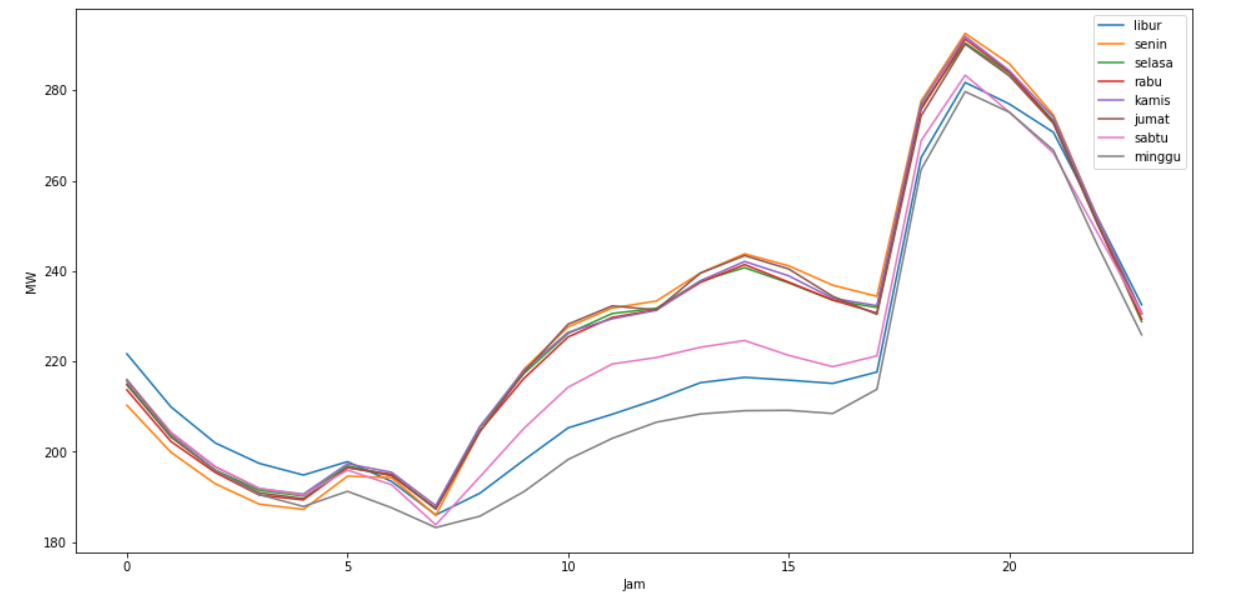 libur
senin
selasa
rabu
kamis
jumat
sabtu
minggu
280
260
240
220
200
180
MW
0 5 10 15 20
Jam